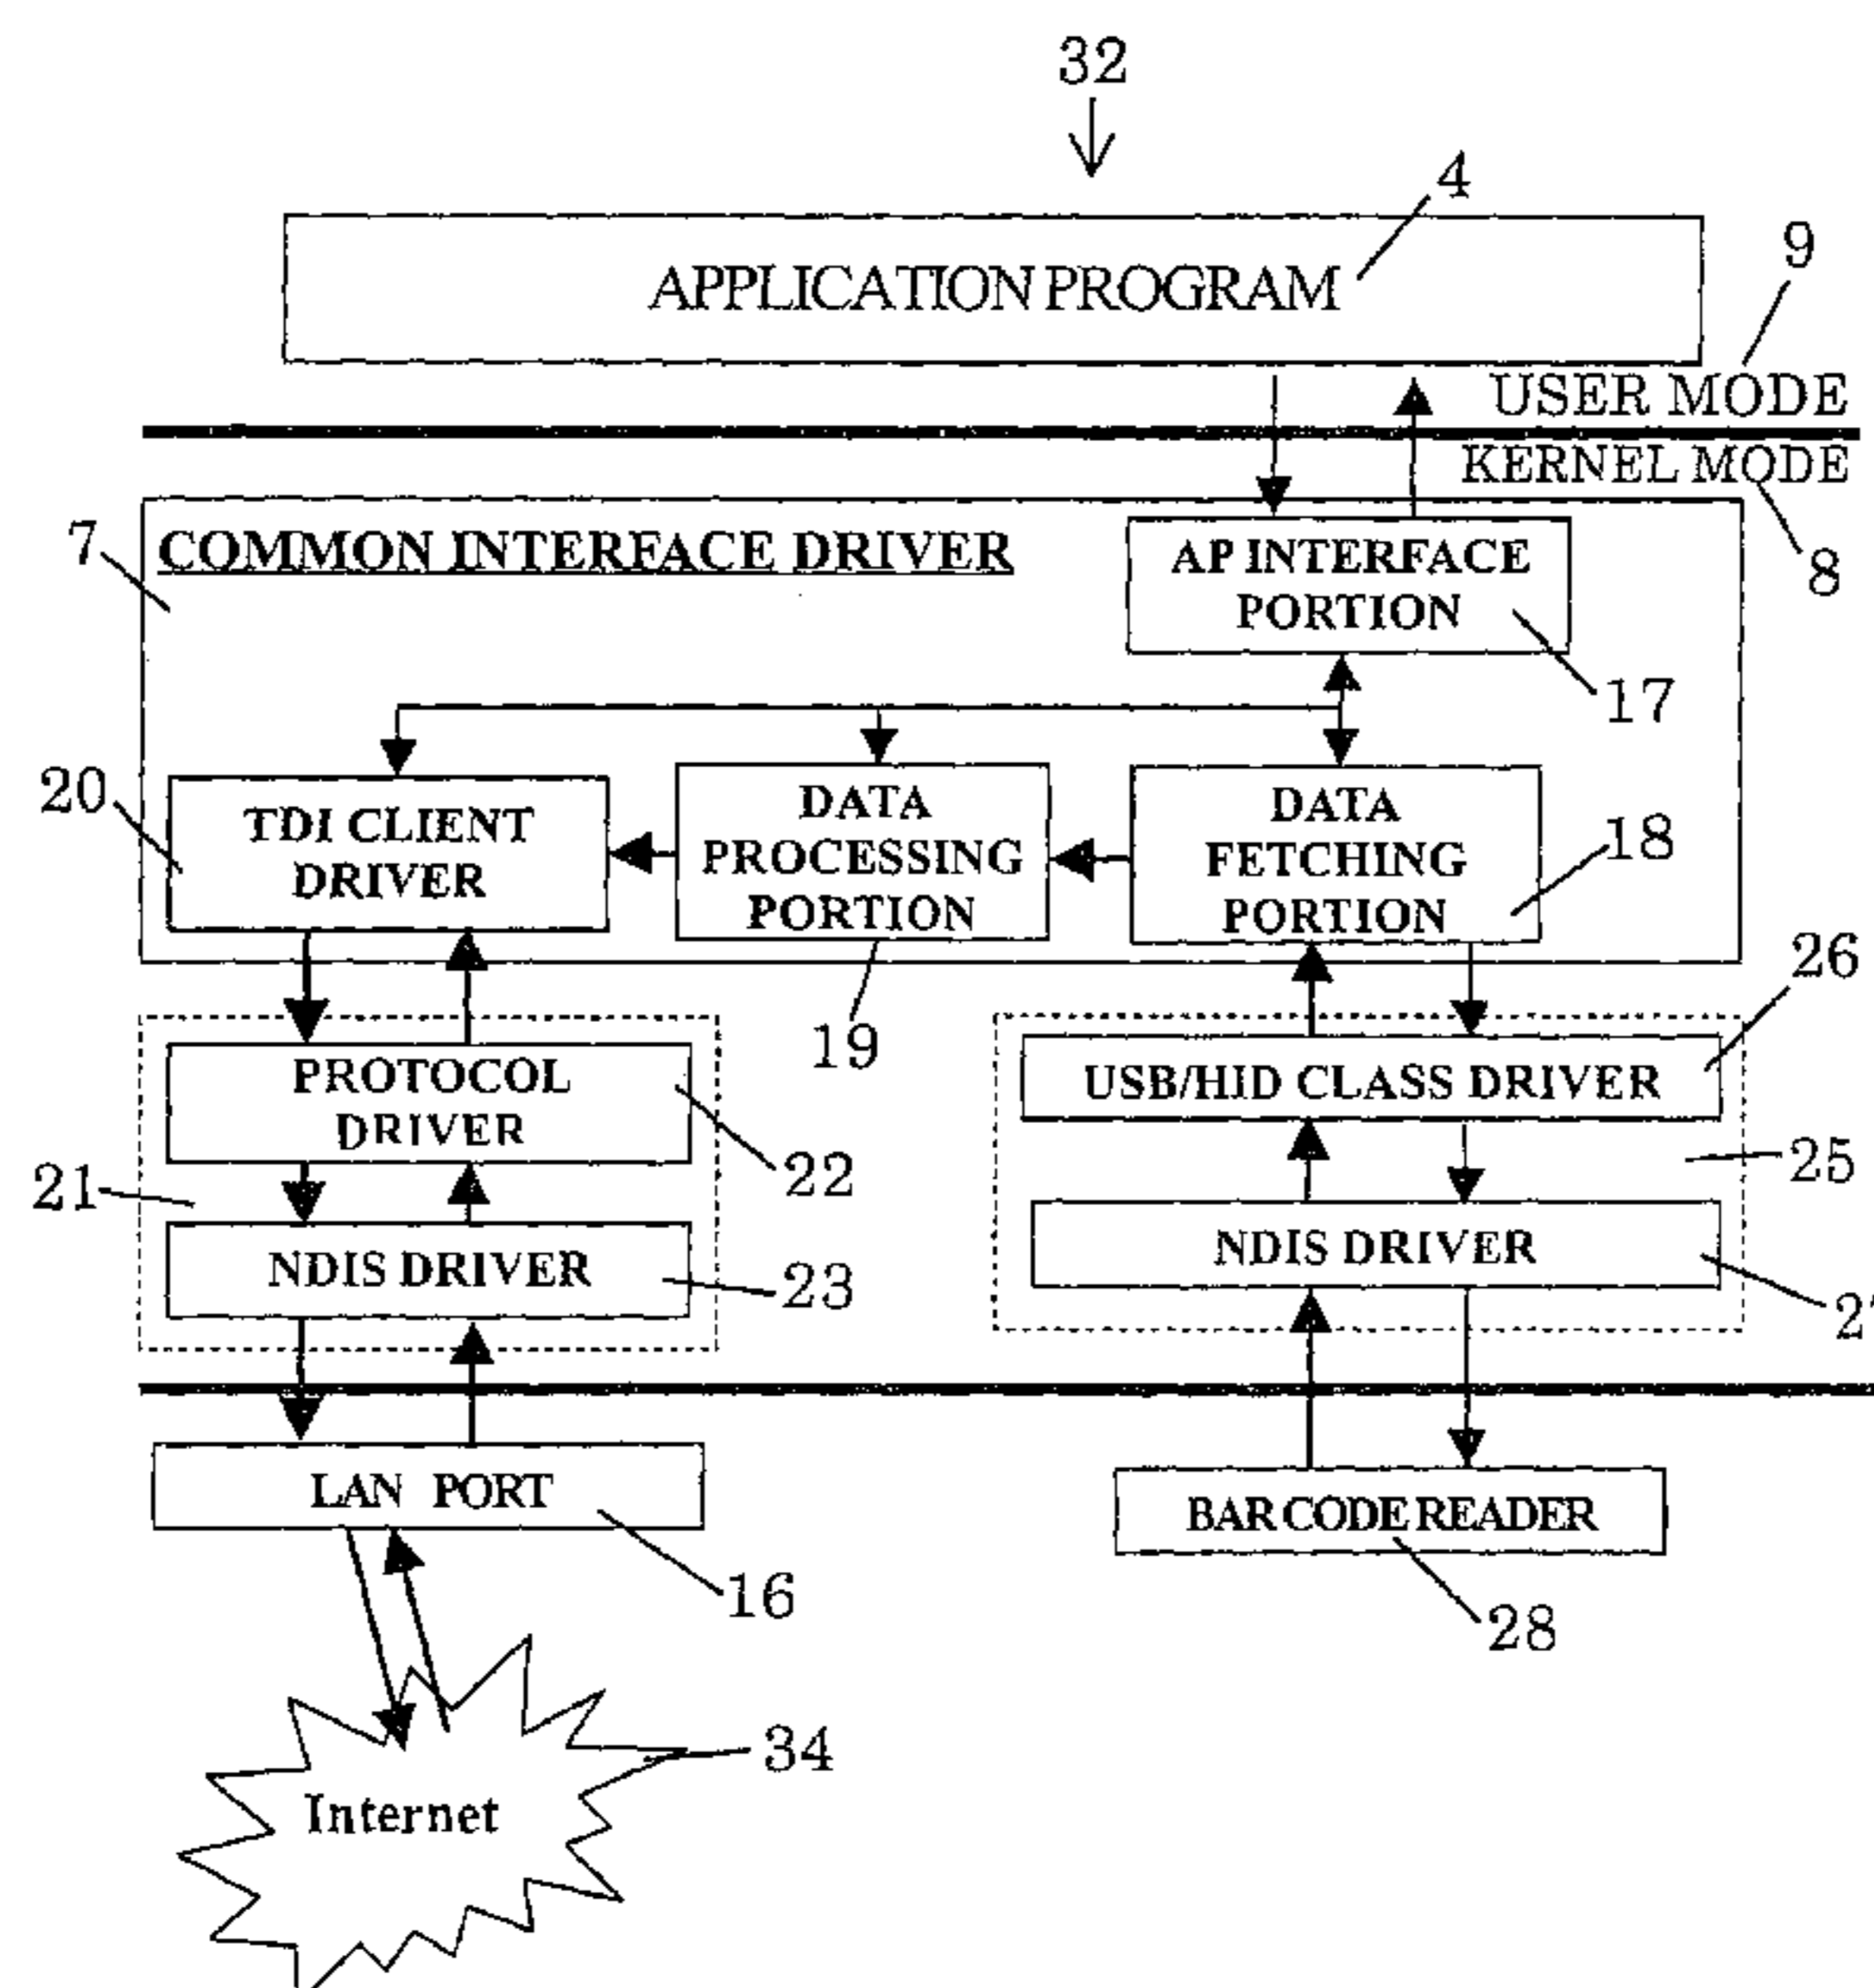 32
4
APPLICATION PROGRAM
9
USER MODE
KERNEL MODE
8
7
COMMON INTERFACE DRIVER
AP INTERFACE
PORTION
17
20
TDI CLIENT
DRIVER
DATA
PROCESSING
PORTION
DATA
FETCHING
PORTION
18
19
26
PROTOCOL
DRIVER
22
USB/HID CLASS DRIVER
25
21
NDIS DRIVER
23
NDIS DRIVER
LAN PORT
16
BAR CODE READER
28
34
Internet